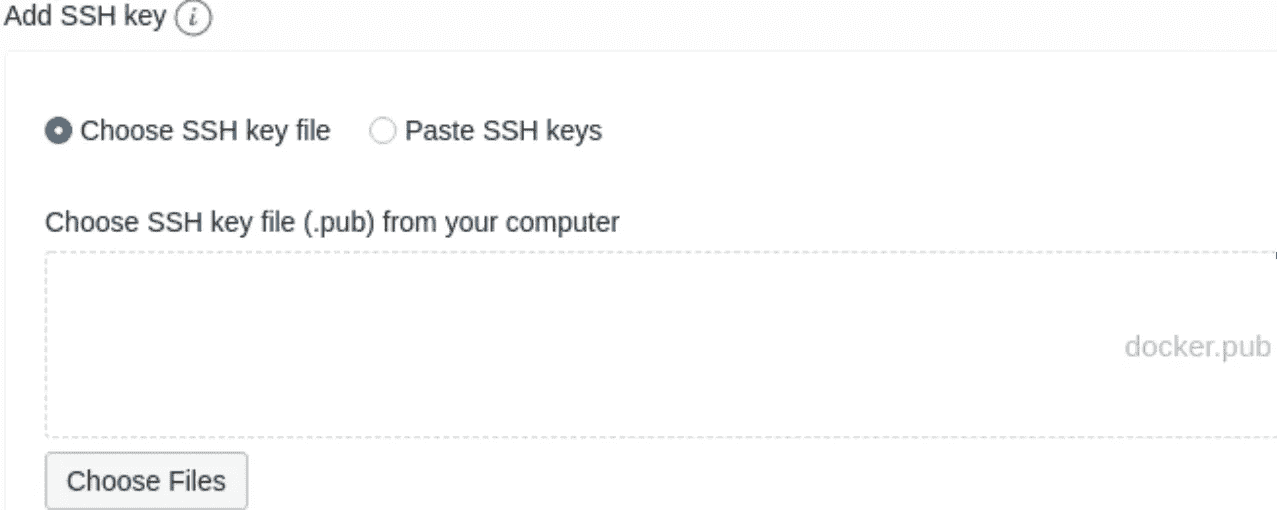 Add SSH key i
Choose SSH key file Paste SSH keys
Choose SSH key file (.pub) from your computer
docker.pub
Choose Files